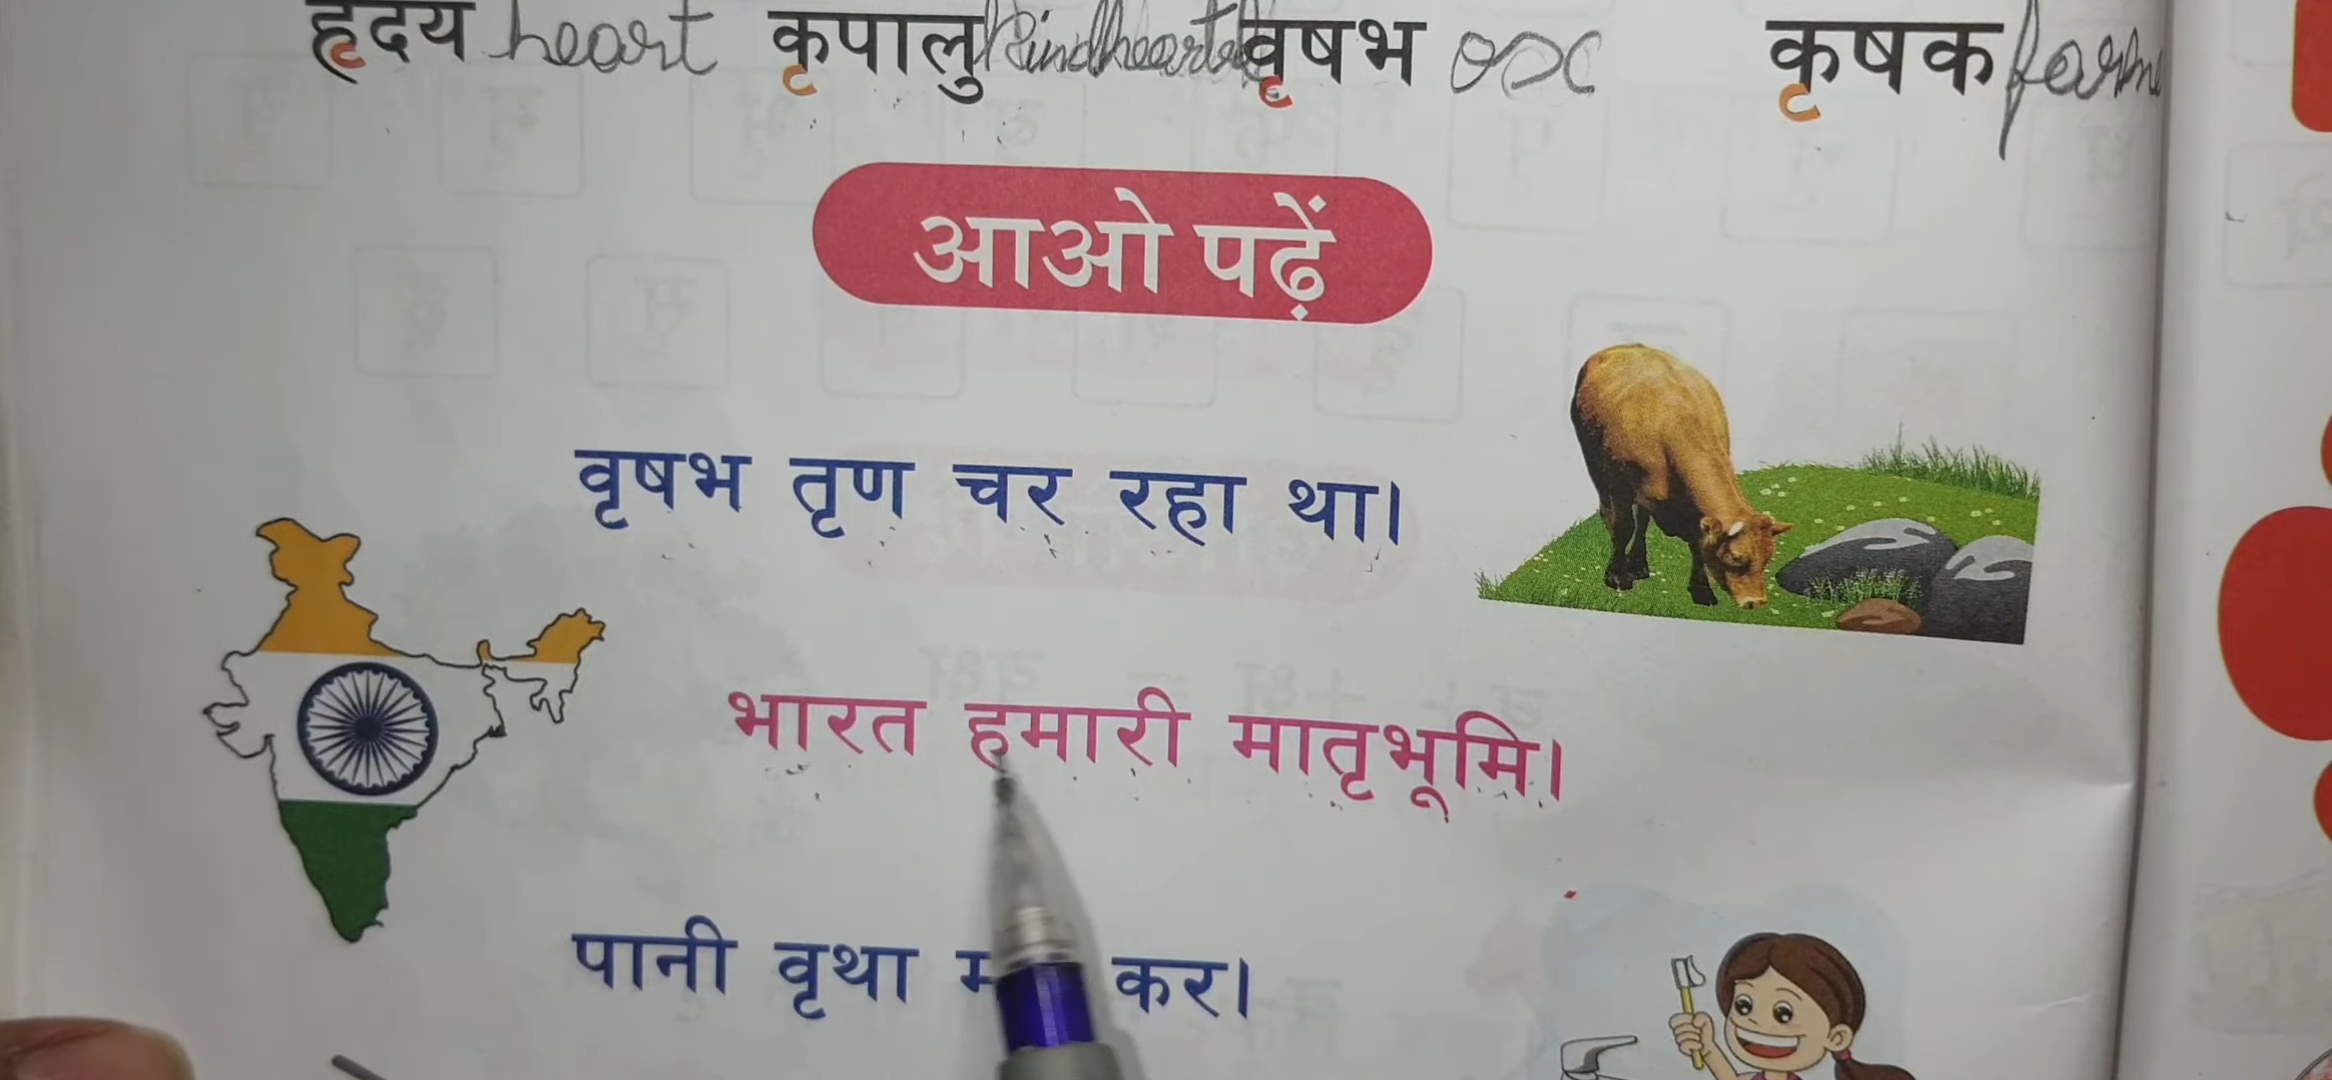 हृदय heart कृपालु kindhearted वृषभ ox कृषक farme
आओ पढ़ें
वृषभ तृण चर रहा था।
भारत हमारी मातृभूमि।
पानी वृथा कर।